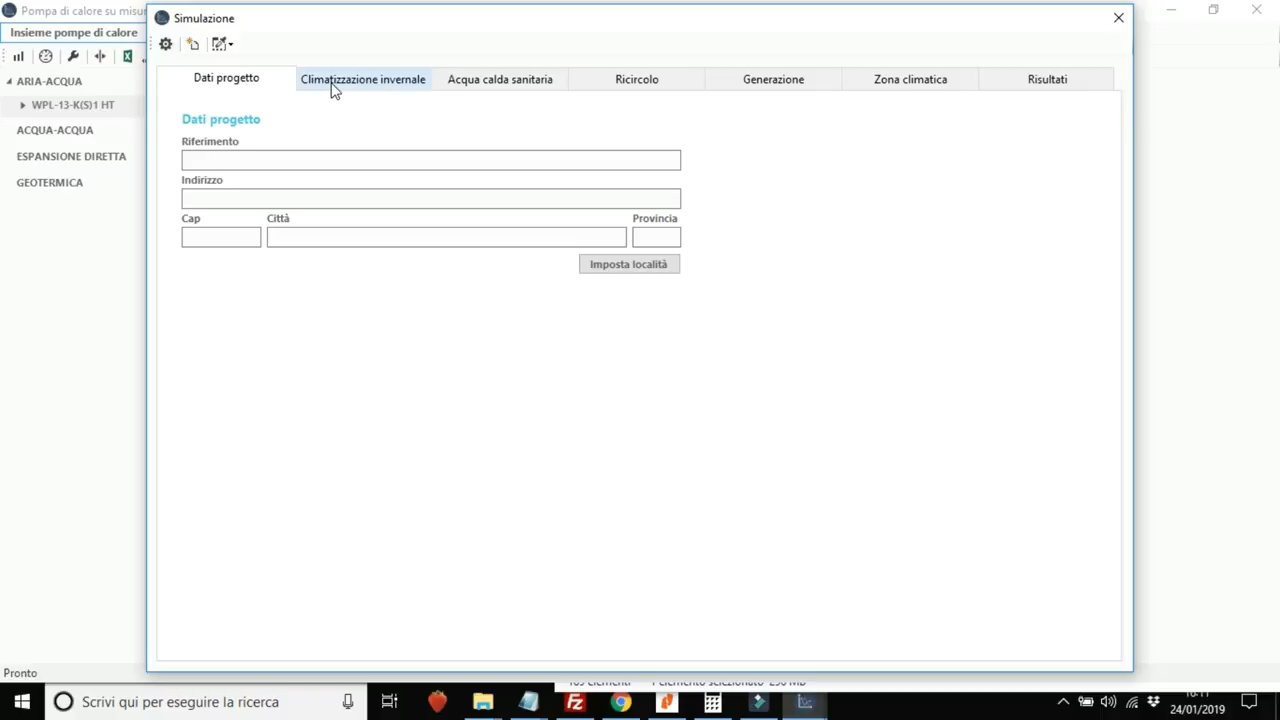 Pompa di calore su misur
Simulazione
Insieme pompe di calore
ARIA-ACQUA
WPL-13-K(S)1 HT
ACQUA-ACQUA
ESPANSIONE DIRETTA
GEOTERMICA
Dati progetto
Climatizzazione invernale
Acqua calda sanitaria
Ricircolo
Generazione
Zona climatica
Risultati
Dati progetto
Riferimento
Indirizzo
Cap
Città
Provincia
Imposta località
Pronto
Scrivi qui per eseguire la ricerca
24/01/2019